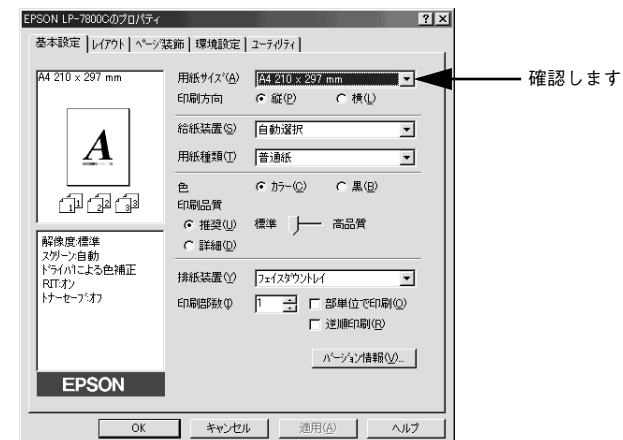 EPSON LP-7800Cのプロパティ
基本設定 レイアウト ページ装飾 環境設定 ユーティリティ
A4 210 x 297 mm
用紙サイズ(A) A4 210 x 297 mm
確認します
印刷方向 縦(P) 横(L)
給紙装置(S) 自動選択
用紙種類(T) 普通紙
A
1 1 2 2 3 3
色 カラー(C) 黒(B)
印刷品質
推奨(U) 標準 高品質
詳細(D)
解像度:標準
スクリーン:自動
ドライバによる色補正
RIT:オン
トナーセーブ:オフ
排紙装置(Y) フェイスダウントレイ
印刷部数(I) 1 部単位で印刷(O)
逆順印刷(R)
バージョン情報(V)...
EPSON
OK キャンセル 適用(A) ヘルプ